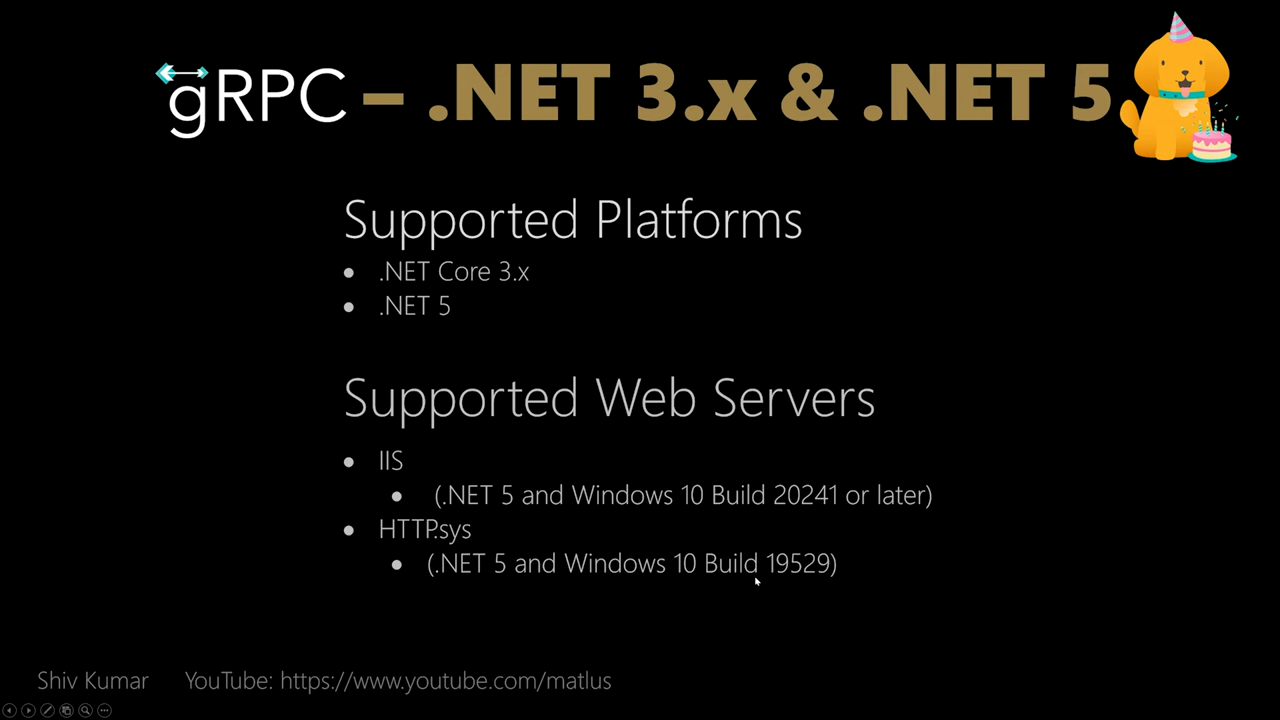 gRPC – .NET 3.x & .NET 5
Supported Platforms
• .NET Core 3.x
• .NET 5
Supported Web Servers
• IIS
• (.NET 5 and Windows 10 Build 20241 or later)
• HTTP.sys
• (.NET 5 and Windows 10 Build 19529)
Shiv Kumar YouTube: https://www.youtube.com/matlus